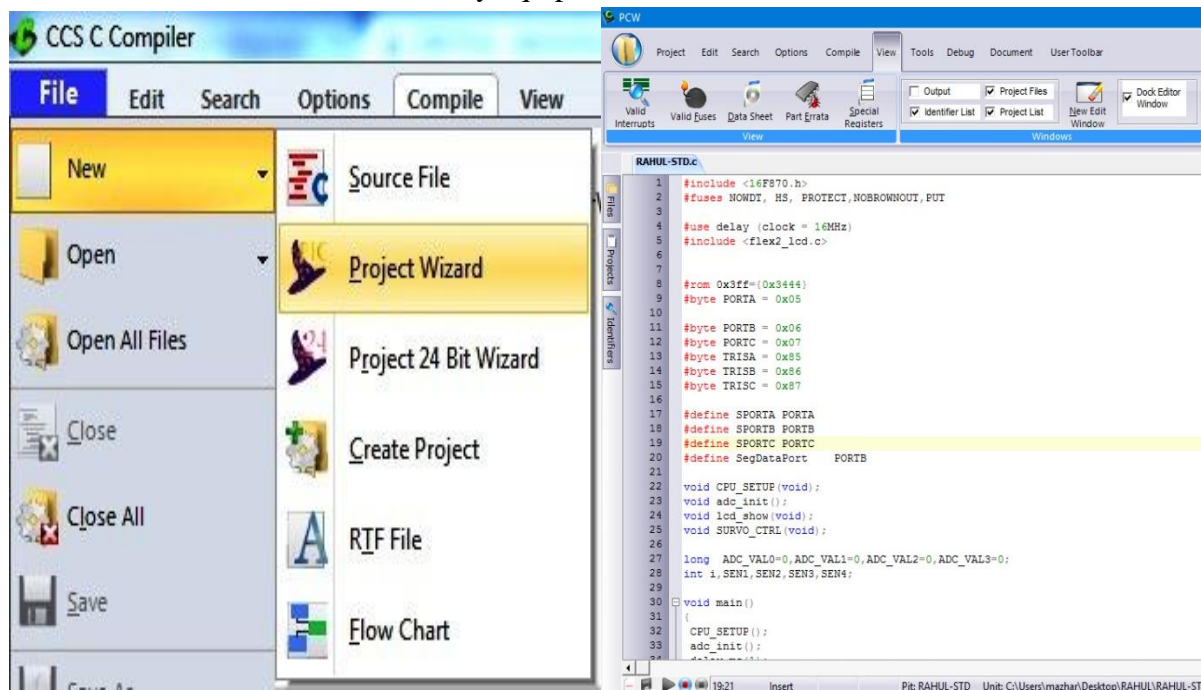 CCS C Compiler
File Edit Search Options Compile View
New
Open
Open All Files
Close
Close All
Save
Source File
Project Wizard
Project 24 Bit Wizard
Create Project
RTF File
Flow Chart
PCW
Project Edit Search Options Compile View Tools Debug Document User Toolbar
Valid Interrupts
Valid Fuses
Data Sheet
Part Errata
Special Registers
View
Output
Project Files
Identifier List
Project List
New Edit Window
Dock Editor Window
Windows
RAHUL-STD.c
Files
Projects
Identifiers
1 #include <16F870.h>
2 #fuses NOWDT, HS, PROTECT,NOBROWNOUT,PUT
3
4 #use delay (clock = 16MHz)
5 #include <flex2_lcd.c>
6
7
8 #rom 0x3ff={0x3444}
9 #byte PORTA = 0x05
10
11 #byte PORTB = 0x06
12 #byte PORTC = 0x07
13 #byte TRISA = 0x85
14 #byte TRISB = 0x86
15 #byte TRISC = 0x87
16
17 #define SPORTA PORTA
18 #define SPORTB PORTB
19 #define SPORTC PORTC
20 #define SegDataPort PORTB
21
22 void CPU_SETUP(void);
23 void adc_init();
24 void lcd_show(void);
25 void SURVO_CTRL(void);
26
27 long ADC_VAL0=0,ADC_VAL1=0,ADC_VAL2=0,ADC_VAL3=0;
28 int i,SEN1,SEN2,SEN3,SEN4;
29
30 void main()
31 {
32 CPU_SETUP();
33 adc_init();
19:21 Insert Pjt: RAHUL-STD Unit: C:\Users\mazhar\Desktop\RAHUL\RAHUL-ST